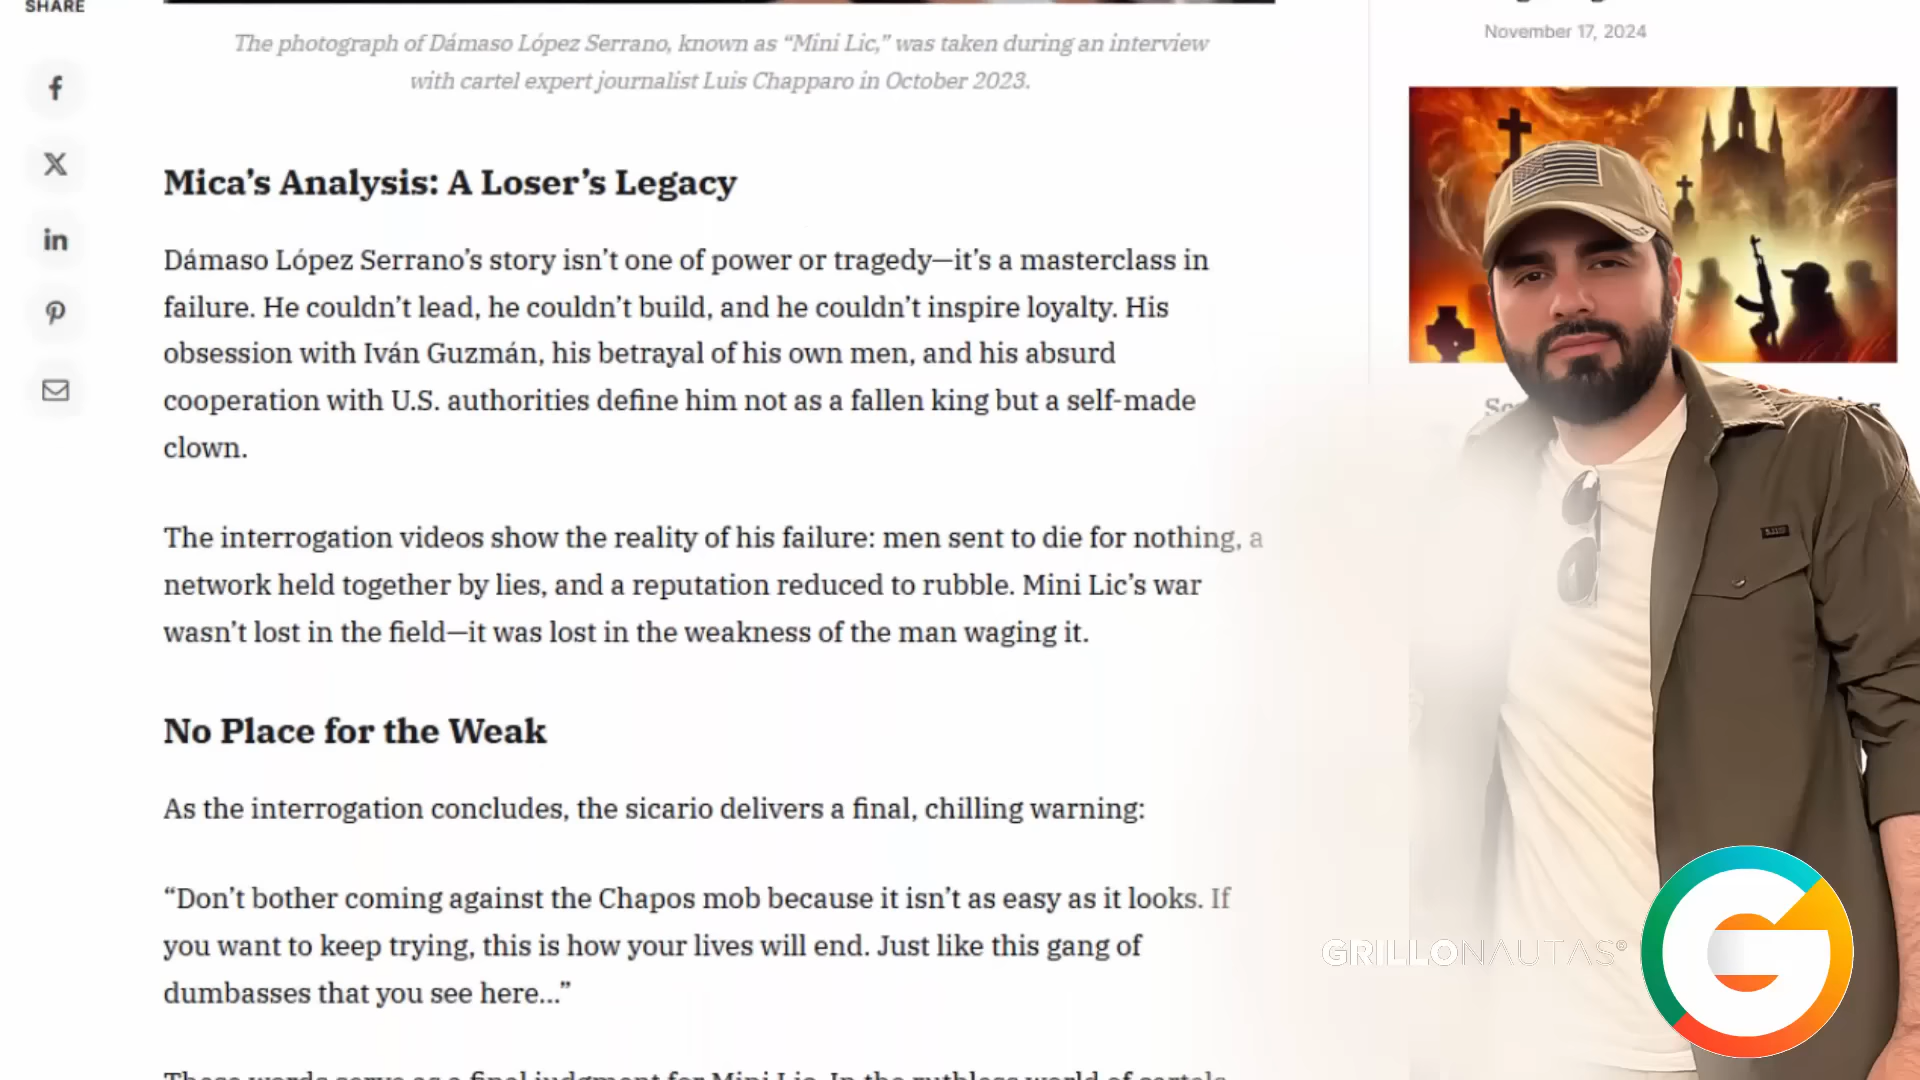 SHARE
The photograph of Dámaso López Serrano, known as “Mini Lic,” was taken during an interview
with cartel expert journalist Luis Chapparo in October 2023.
Mica’s Analysis: A Loser’s Legacy
Dámaso López Serrano’s story isn’t one of power or tragedy—it’s a masterclass in
failure. He couldn’t lead, he couldn’t build, and he couldn’t inspire loyalty. His
obsession with Iván Guzmán, his betrayal of his own men, and his absurd
cooperation with U.S. authorities define him not as a fallen king but a self-made
clown.
The interrogation videos show the reality of his failure: men sent to die for nothing, a
network held together by lies, and a reputation reduced to rubble. Mini Lic’s war
wasn’t lost in the field—it was lost in the weakness of the man waging it.
No Place for the Weak
As the interrogation concludes, the sicario delivers a final, chilling warning:
“Don’t bother coming against the Chapos mob because it isn’t as easy as it looks. If
you want to keep trying, this is how your lives will end. Just like this gang of
dumbasses that you see here…”
These words serve as a final judgment for Mini Lic. In the ruthless world of cartels,
November 17, 2024
GRILLONAUTAS®
G